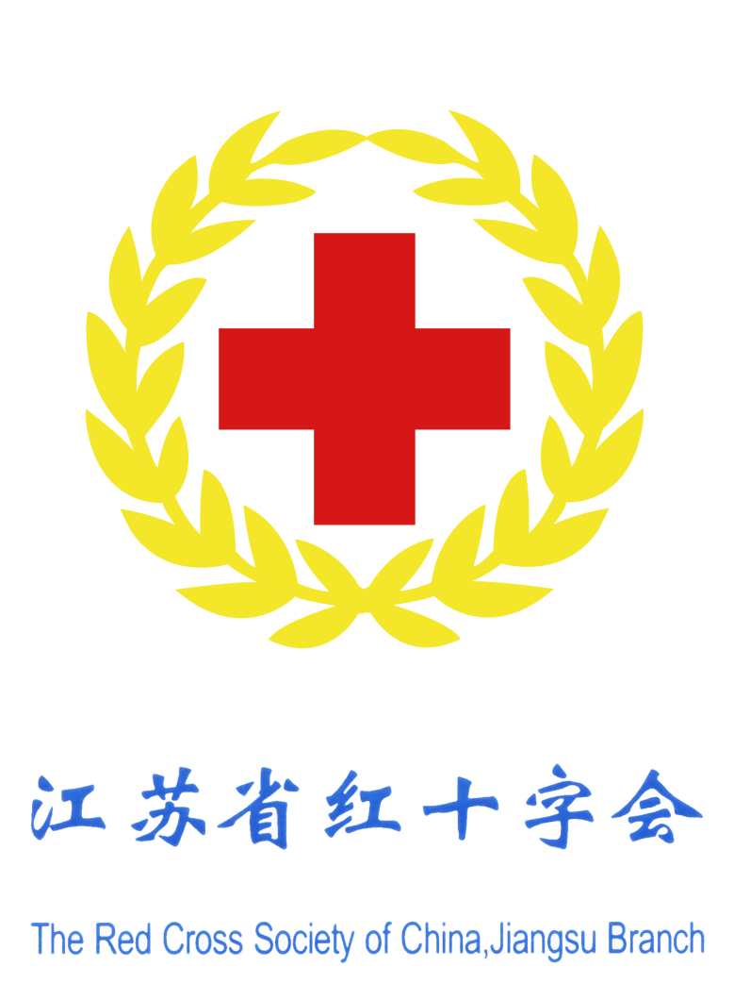 江苏省红十字会
The Red Cross Society of China,Jiangsu Branch